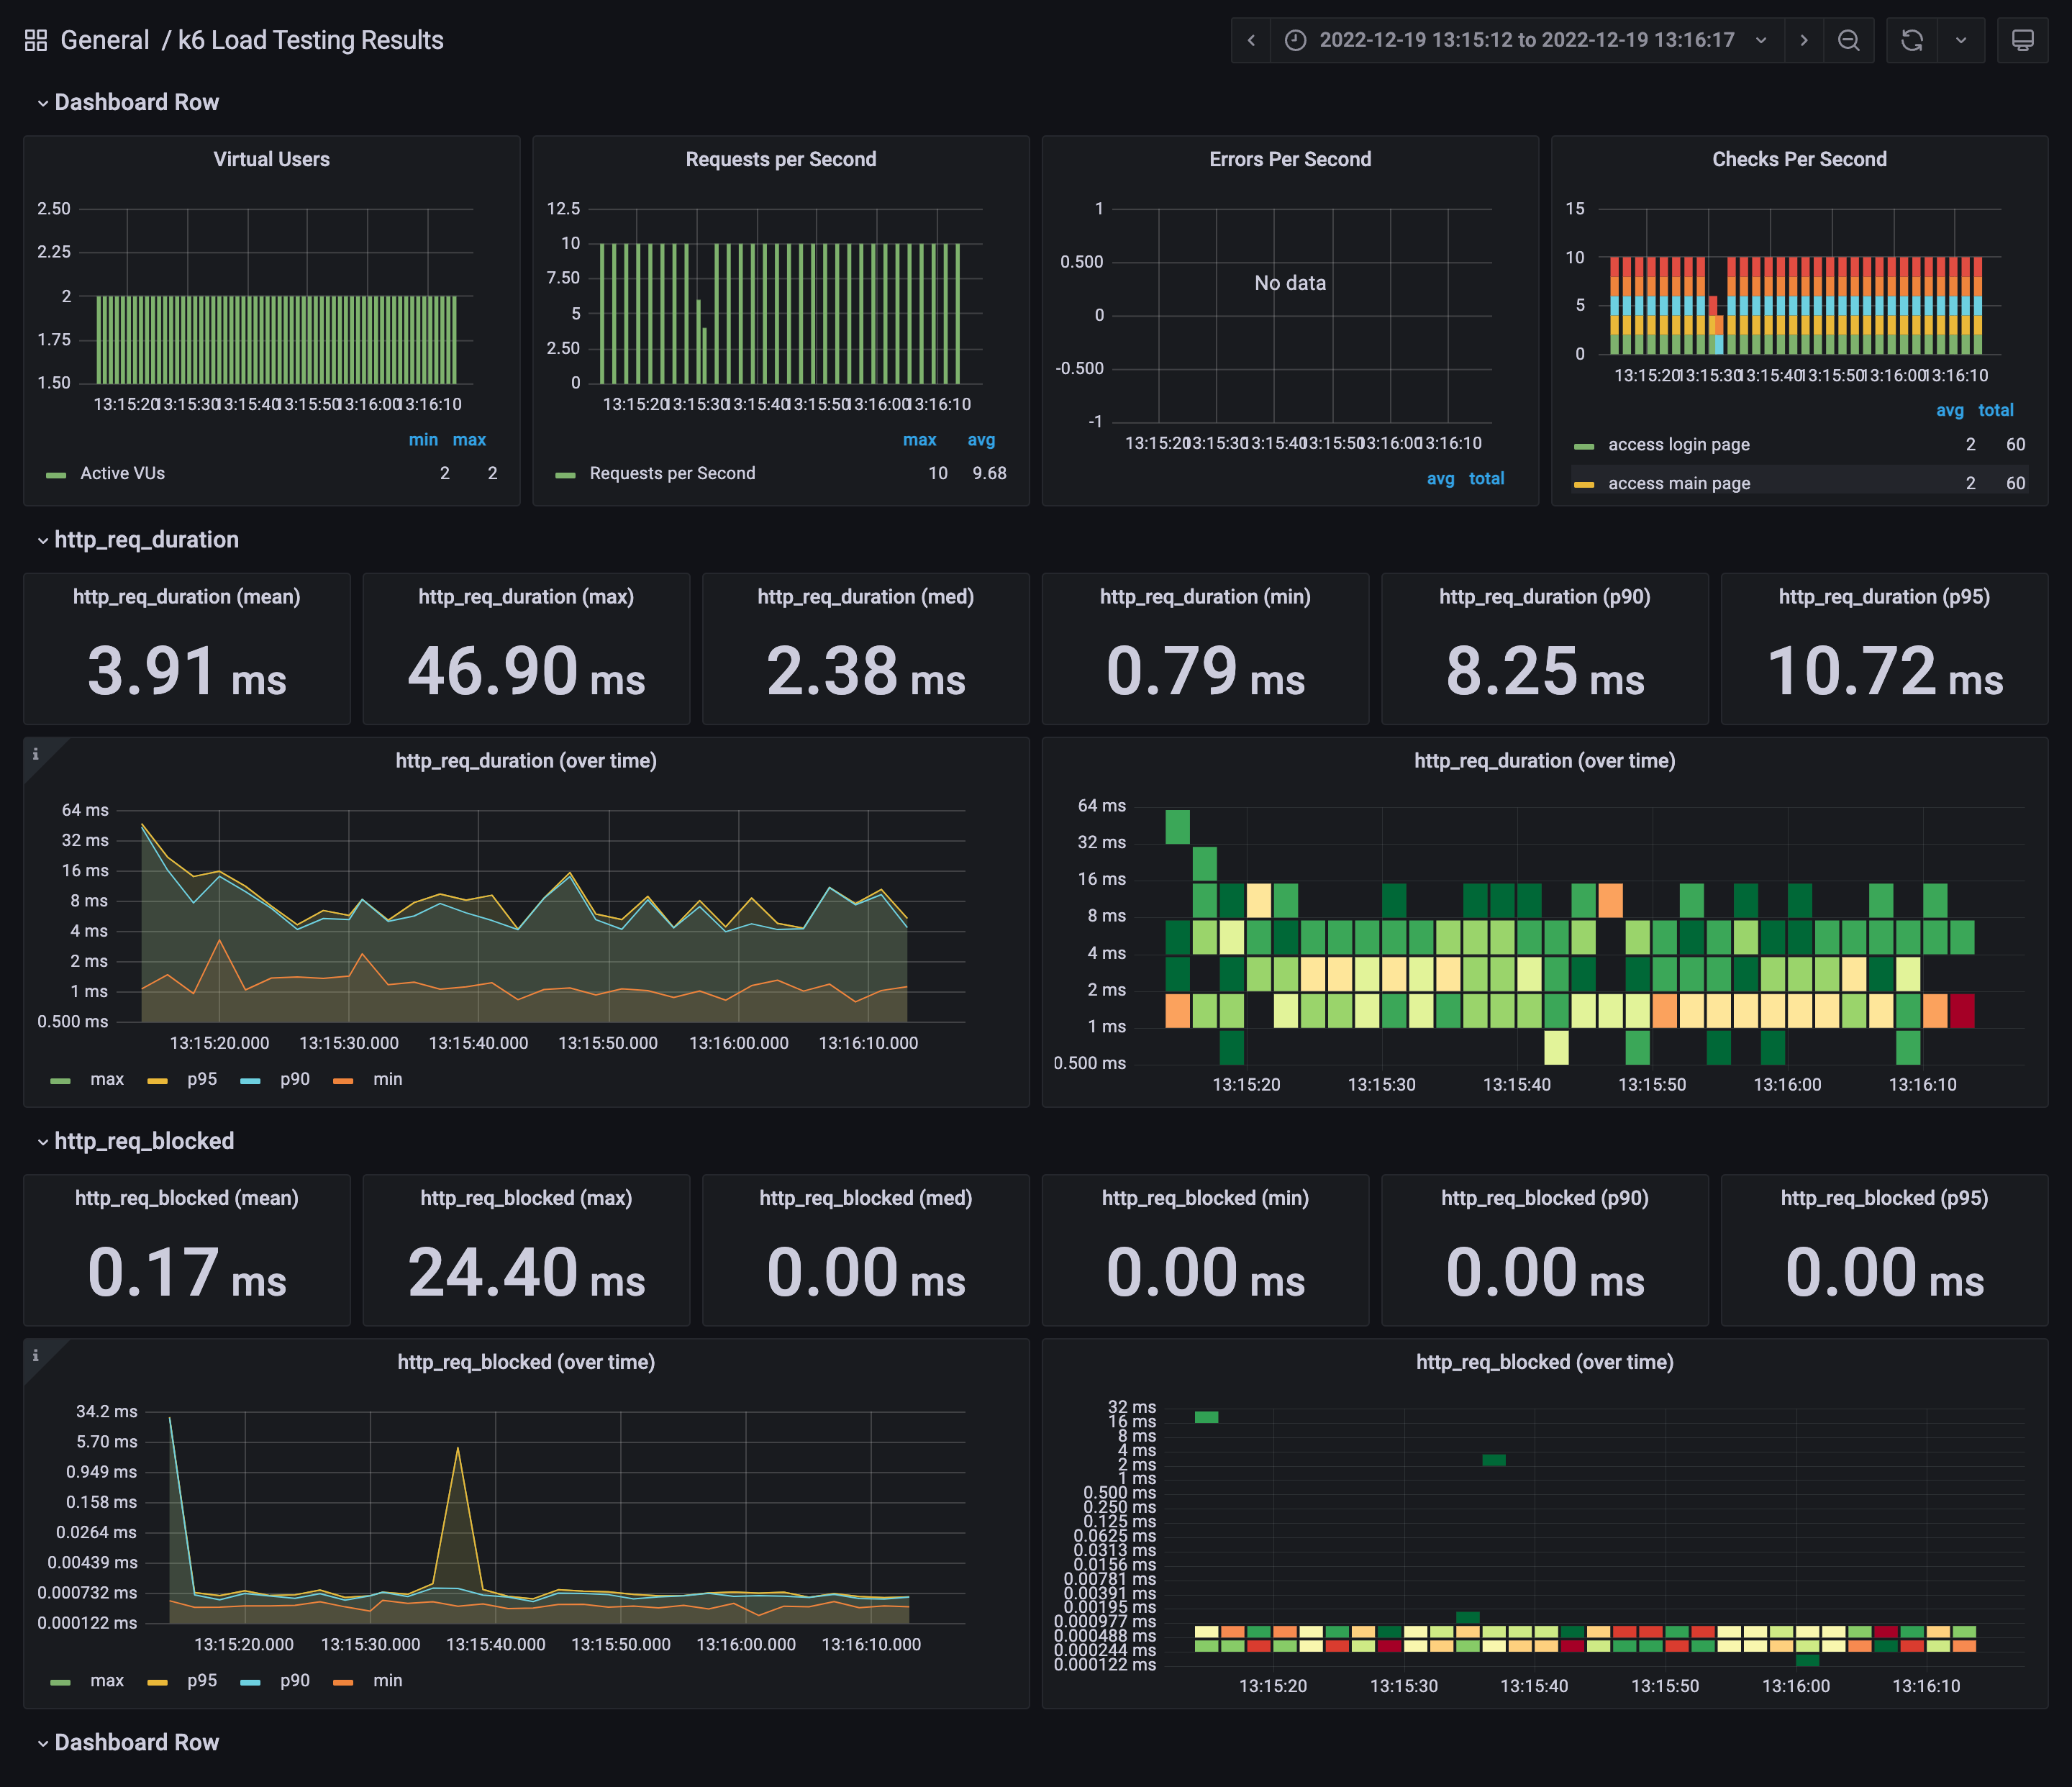 General / k6 Load Testing Results
2022-12-19 13:15:12 to 2022-12-19 13:16:17
Dashboard Row
Virtual Users
2.50
2.25
2
1.75
1.50
13:15:20 13:15:30 13:15:40 13:15:50 13:16:00 13:16:10
min max
Active VUs 2 2
Requests per Second
12.5
10
7.50
5
2.50
0
13:15:20 13:15:30 13:15:40 13:15:50 13:16:00 13:16:10
max avg
Requests per Second 10 9.68
Errors Per Second
1
0.500
0
-0.500
-1
No data
13:15:20 13:15:30 13:15:40 13:15:50 13:16:00 13:16:10
avg total
Checks Per Second
15
10
5
0
13:15:20 13:15:30 13:15:40 13:15:50 13:16:00 13:16:10
avg total
access login page 2 60
access main page 2 60
http_req_duration
http_req_duration (mean)
3.91 ms
http_req_duration (max)
46.90 ms
http_req_duration (med)
2.38 ms
http_req_duration (min)
0.79 ms
http_req_duration (p90)
8.25 ms
http_req_duration (p95)
10.72 ms
i
http_req_duration (over time)
64 ms
32 ms
16 ms
8 ms
4 ms
2 ms
1 ms
0.500 ms
13:15:20.000 13:15:30.000 13:15:40.000 13:15:50.000 13:16:00.000 13:16:10.000
max p95 p90 min
http_req_duration (over time)
64 ms
32 ms
16 ms
8 ms
4 ms
2 ms
1 ms
0.500 ms
13:15:20 13:15:30 13:15:40 13:15:50 13:16:00 13:16:10
http_req_blocked
http_req_blocked (mean)
0.17 ms
http_req_blocked (max)
24.40 ms
http_req_blocked (med)
0.00 ms
http_req_blocked (min)
0.00 ms
http_req_blocked (p90)
0.00 ms
http_req_blocked (p95)
0.00 ms
i
http_req_blocked (over time)
34.2 ms
5.70 ms
0.949 ms
0.158 ms
0.0264 ms
0.00439 ms
0.000732 ms
0.000122 ms
13:15:20.000 13:15:30.000 13:15:40.000 13:15:50.000 13:16:00.000 13:16:10.000
max p95 p90 min
http_req_blocked (over time)
32 ms
16 ms
8 ms
4 ms
2 ms
1 ms
0.500 ms
0.250 ms
0.125 ms
0.0625 ms
0.0313 ms
0.0156 ms
0.00781 ms
0.00391 ms
0.00195 ms
0.000977 ms
0.000488 ms
0.000244 ms
0.000122 ms
13:15:20 13:15:30 13:15:40 13:15:50 13:16:00 13:16:10
Dashboard Row